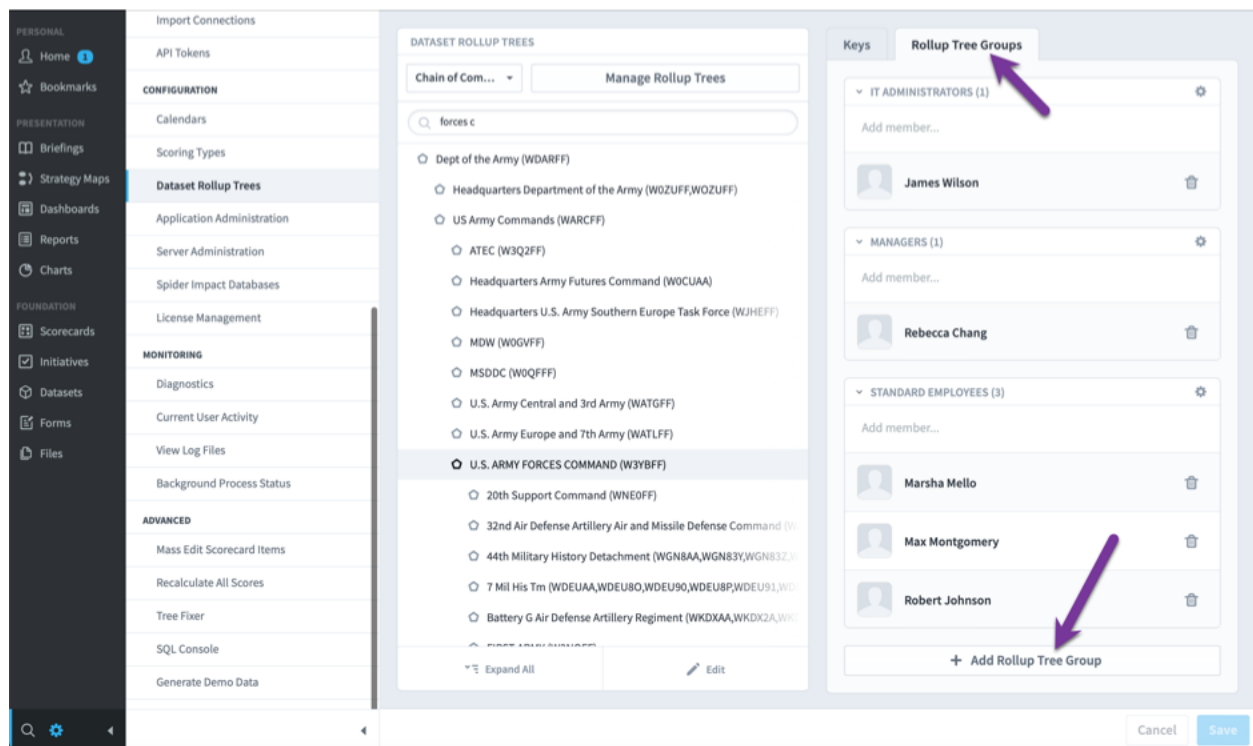 PERSONAL
Home 1
Bookmarks
PRESENTATION
Briefings
Strategy Maps
Dashboards
Reports
Charts
FOUNDATION
Scorecards
Initiatives
Datasets
Forms
Files
Import Connections
API Tokens
CONFIGURATION
Calendars
Scoring Types
Dataset Rollup Trees
Application Administration
Server Administration
Spider Impact Databases
License Management
MONITORING
Diagnostics
Current User Activity
View Log Files
Background Process Status
ADVANCED
Mass Edit Scorecard Items
Recalculate All Scores
Tree Fixer
SQL Console
Generate Demo Data
DATASET ROLLUP TREES
Chain of Com... Manage Rollup Trees
forces c
Dept of the Army (WDARFF)
Headquarters Department of the Army (W0ZUFF,WOZUFF)
US Army Commands (WARCFF)
ATEC (W3Q2FF)
Headquarters Army Futures Command (W0CUAA)
Headquarters U.S. Army Southern Europe Task Force (WJHEFF)
MDW (W0GVFF)
MSDDC (W0QFFF)
U.S. Army Central and 3rd Army (WATGFF)
U.S. Army Europe and 7th Army (WATLFF)
U.S. ARMY FORCES COMMAND (W3YBFF)
20th Support Command (WNE0FF)
32nd Air Defense Artillery Air and Missile Defense Command
44th Military History Detachment (WGN8AA,WGN83Y,WGN83Z,
7 Mil His Tm (WDEUAA,WDEU8O,WDEU90,WDEU8P,WDEU91,
Battery G Air Defense Artillery Regiment (WKDXAA,WKDX2A,
Expand All Edit
Keys Rollup Tree Groups
IT ADMINISTRATORS (1)
Add member...
James Wilson
MANAGERS (1)
Add member...
Rebecca Chang
STANDARD EMPLOYEES (3)
Add member...
Marsha Mello
Max Montgomery
Robert Johnson
+ Add Rollup Tree Group
Cancel Save